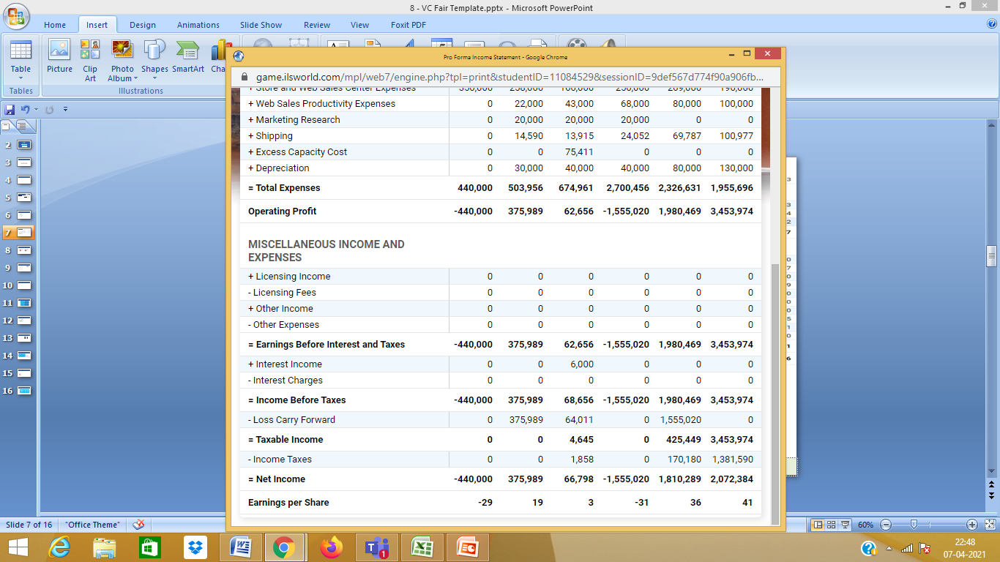 8 - VC Fair Template.pptx - Microsoft PowerPoint
Home Insert Design Animations Slide Show Review View Foxit PDF
Table Picture Clip Art Photo Album Shapes SmartArt
Tables Illustrations
Pro Forma Income Statement - Google Chrome
game.ilsworld.com/mpl/web7/engine.php?tpl=print&studentID=11084529&sessionID=9def567d774f90a906fb...
+ Store and Web Sales Center Expenses
+ Web Sales Productivity Expenses 0 22,000 43,000 68,000 80,000 100,000
+ Marketing Research 0 20,000 20,000 20,000 0 0
+ Shipping 0 14,590 13,915 24,052 69,787 100,977
+ Excess Capacity Cost 0 0 75,411 0 0 0
+ Depreciation 0 30,000 40,000 40,000 80,000 130,000
= Total Expenses 440,000 503,956 674,961 2,700,456 2,326,631 1,955,696
Operating Profit -440,000 375,989 62,656 -1,555,020 1,980,469 3,453,974
MISCELLANEOUS INCOME AND
EXPENSES
+ Licensing Income 0 0 0 0 0 0
- Licensing Fees 0 0 0 0 0 0
+ Other Income 0 0 0 0 0 0
- Other Expenses 0 0 0 0 0 0
= Earnings Before Interest and Taxes -440,000 375,989 62,656 -1,555,020 1,980,469 3,453,974
+ Interest Income 0 0 6,000 0 0 0
- Interest Charges 0 0 0 0 0 0
= Income Before Taxes -440,000 375,989 68,656 -1,555,020 1,980,469 3,453,974
- Loss Carry Forward 0 375,989 64,011 0 1,555,020 0
= Taxable Income 0 0 4,645 0 425,449 3,453,974
- Income Taxes 0 0 1,858 0 170,180 1,381,590
= Net Income -440,000 375,989 66,798 -1,555,020 1,810,289 2,072,384
Earnings per Share -29 19 3 -31 36 41
2
3
4
5
6
7
8
9
10
11
12
13
14
15
16
Slide 7 of 16 "Office Theme" 60%
1
22:48
07-04-2021